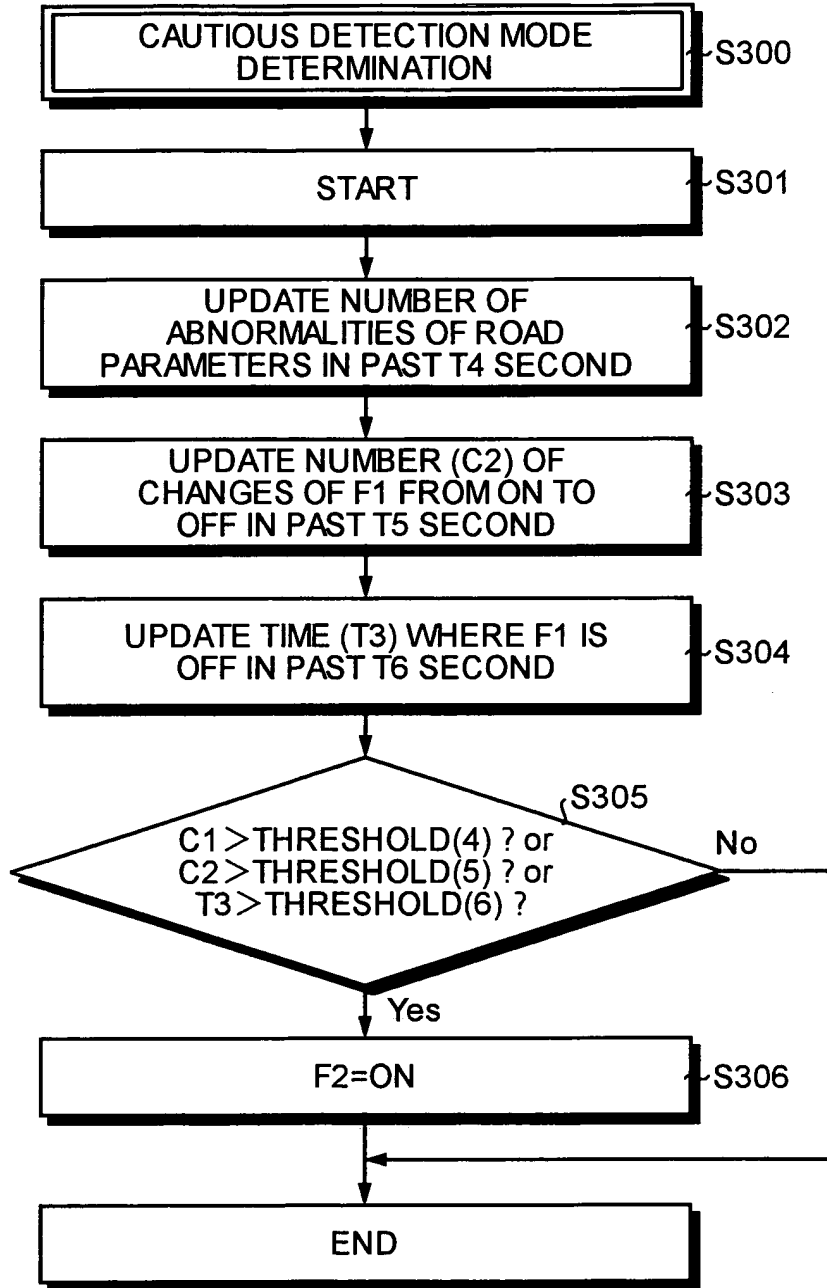 CAUTIOUS DETECTION MODE
DETERMINATION
S300
START
S301
UPDATE NUMBER OF
ABNORMALITIES OF ROAD
PARAMETERS IN PAST T4 SECOND
S302
UPDATE NUMBER (C2) OF
CHANGES OF F1 FROM ON TO
OFF IN PAST T5 SECOND
S303
UPDATE TIME (T3) WHERE F1 IS
OFF IN PAST T6 SECOND
S304
S305
C1>THRESHOLD(4) ? or
C2>THRESHOLD(5) ? or
T3>THRESHOLD(6) ?
No
Yes
F2=ON
S306
END